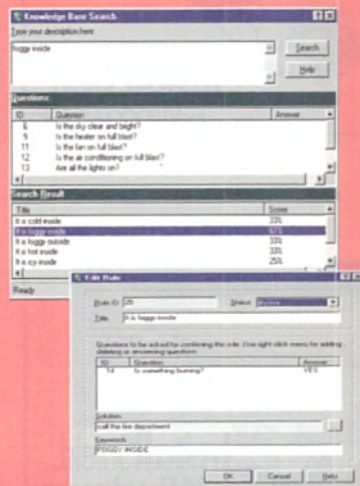 Knowledge Base Search
Type your description here
foggy inside
Search
Help
Questions:
ID Question Answer
6 Is the sky clear and bright?
9 Is the heater on full blast?
11 Is the fan on full blast?
12 Is the air conditioning on full blast?
13 Are all the lights on?
Search Result
Title Score
It is cold inside 33%
It is foggy inside 67%
It is foggy outside 33%
It is hot inside 33%
It is icy inside 25%
Ready
Edit Rule
Rule ID: 25 Status: Active
Title: It is foggy inside
Questions to be asked for confirming this rule. Use right click menu for adding,
deleting or answering questions
ID Question Answer
14 Is something burning? YES
Solution
call the fire department
Keywords
FOGGY INSIDE
OK Cancel Help